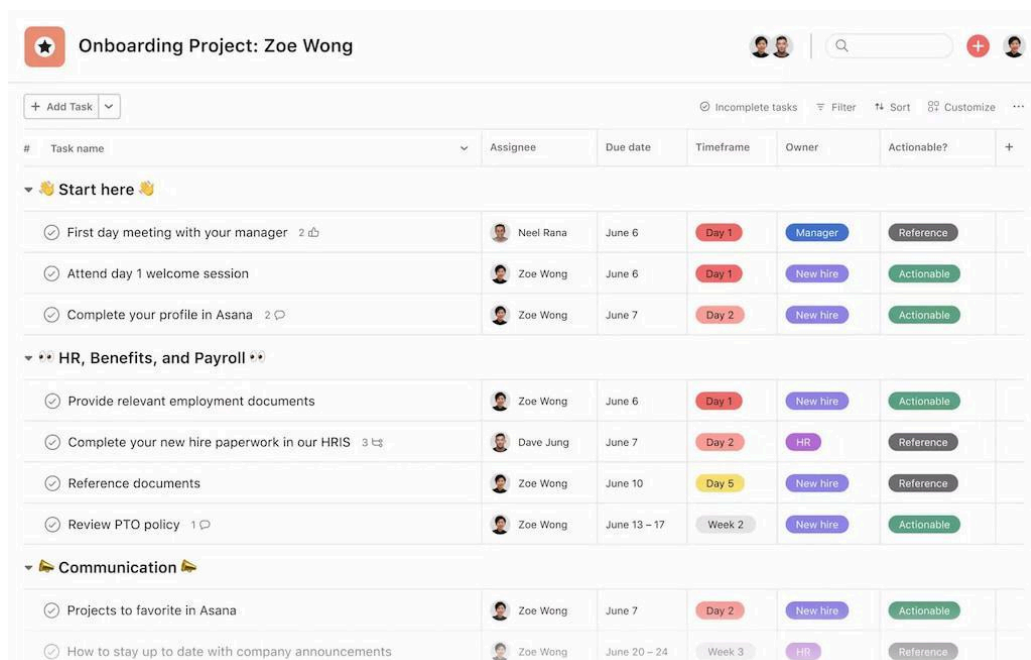 Onboarding Project: Zoe Wong
+ Add Task
Incomplete tasks Filter Sort Customize ...
# Task name Assignee Due date Timeframe Owner Actionable? +
👋 Start here 👋
First day meeting with your manager 2 Neel Rana June 6 Day 1 Manager Reference
Attend day 1 welcome session Zoe Wong June 6 Day 1 New hire Actionable
Complete your profile in Asana 2 Zoe Wong June 7 Day 2 New hire Actionable
👀 HR, Benefits, and Payroll 👀
Provide relevant employment documents Zoe Wong June 6 Day 1 New hire Actionable
Complete your new hire paperwork in our HRIS 3 Dave Jung June 7 Day 2 HR Reference
Reference documents Zoe Wong June 10 Day 5 New hire Reference
Review PTO policy 1 Zoe Wong June 13 – 17 Week 2 New hire Actionable
📣 Communication 📣
Projects to favorite in Asana Zoe Wong June 7 Day 2 New hire Actionable
How to stay up to date with company announcements Zoe Wong June 20 – 24 Week 3 HR Reference